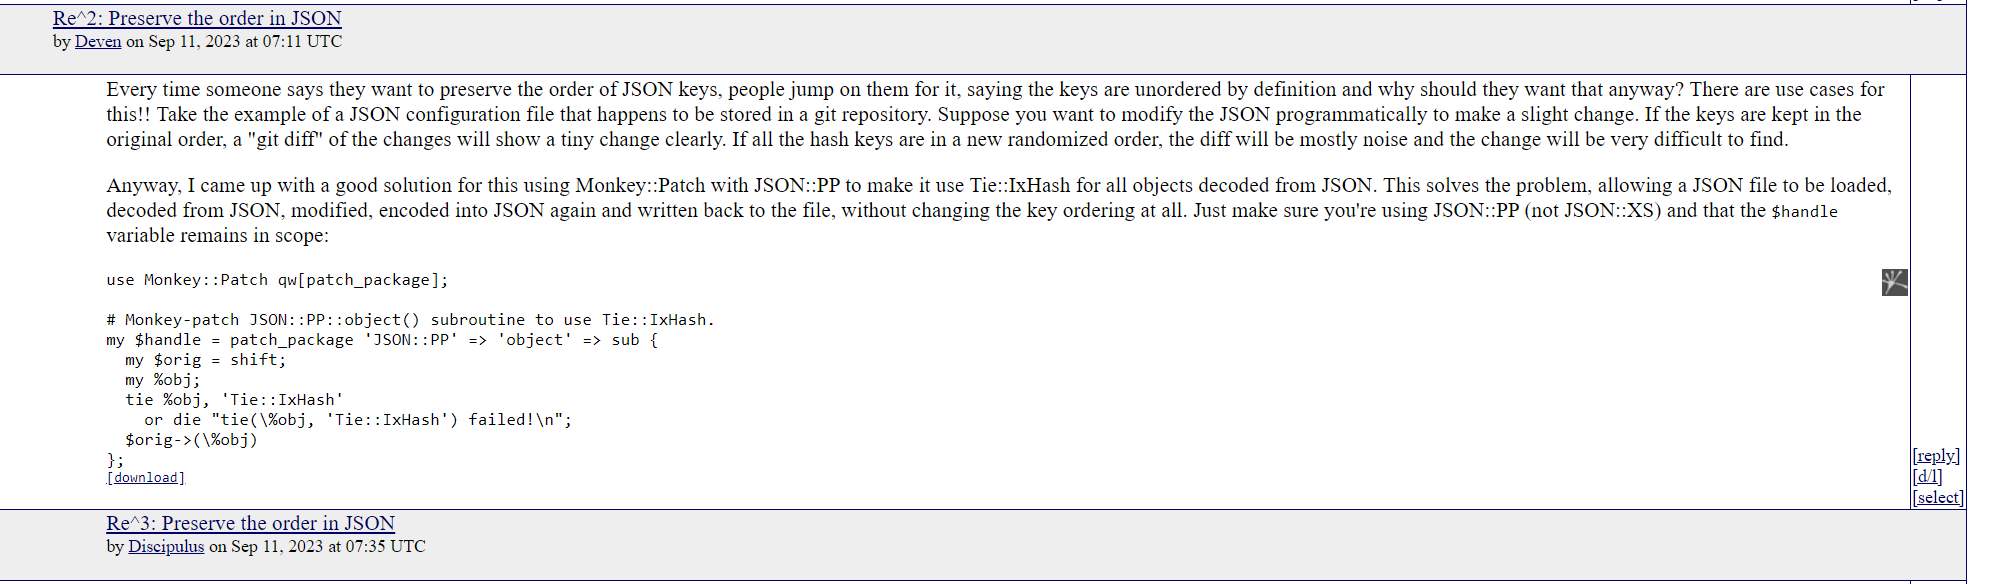 Re^2: Preserve the order in JSON
by Deven on Sep 11, 2023 at 07:11 UTC
Every time someone says they want to preserve the order of JSON keys, people jump on them for it, saying the keys are unordered by definition and why should they want that anyway? There are use cases for
this!! Take the example of a JSON configuration file that happens to be stored in a git repository. Suppose you want to modify the JSON programmatically to make a slight change. If the keys are kept in the
original order, a "git diff" of the changes will show a tiny change clearly. If all the hash keys are in a new randomized order, the diff will be mostly noise and the change will be very difficult to find.
Anyway, I came up with a good solution for this using Monkey::Patch with JSON::PP to make it use Tie::IxHash for all objects decoded from JSON. This solves the problem, allowing a JSON file to be loaded,
decoded from JSON, modified, encoded into JSON again and written back to the file, without changing the key ordering at all. Just make sure you're using JSON::PP (not JSON::XS) and that the $handle
variable remains in scope:
use Monkey::Patch qw[patch_package];
# Monkey-patch JSON::PP::object() subroutine to use Tie::IxHash.
my $handle = patch_package 'JSON::PP' => 'object' => sub {
  my $orig = shift;
  my %obj;
  tie %obj, 'Tie::IxHash'
    or die "tie(\%obj, 'Tie::IxHash') failed!\n";
  $orig->(\%obj)
};
[download]
[reply]
[d/l]
[select]
Re^3: Preserve the order in JSON
by Discipulus on Sep 11, 2023 at 07:35 UTC